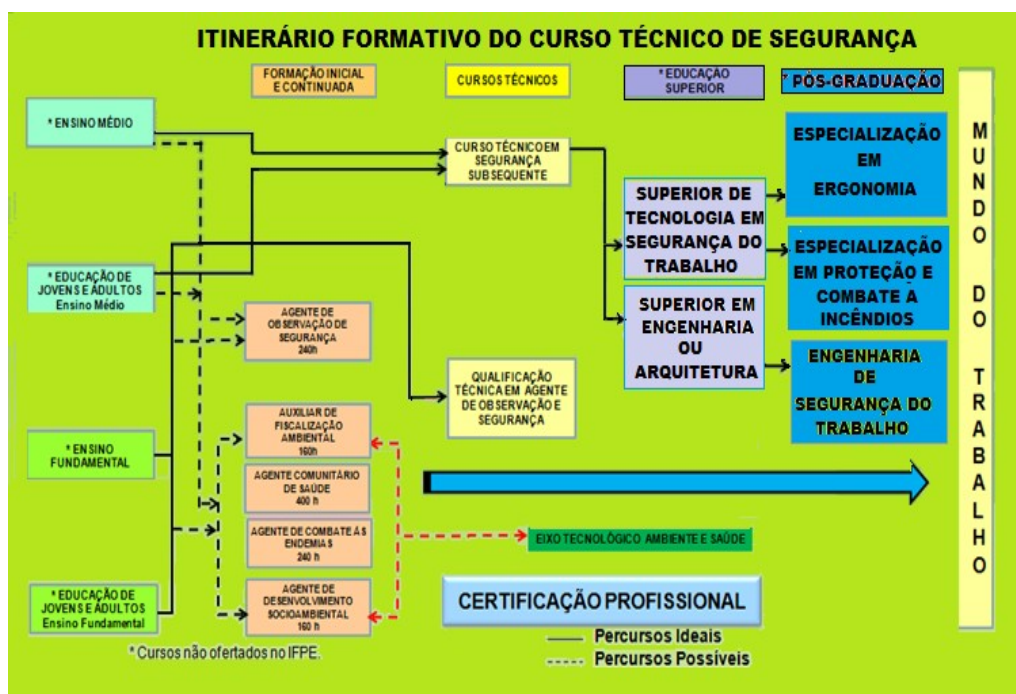 ITINERÁRIO FORMATIVO DO CURSO TÉCNICO DE SEGURANÇA
FORMAÇÃO INICIAL
E CONTINUADA
CURSOS TÉCNICOS
* EDUCAÇÃO
SUPERIOR
* PÓS-GRADUAÇÃO
* ENSINO MÉDIO
* EDUCAÇÃO DE
JOVENS E ADULTOS
Ensino Médio
* ENSINO
FUNDAMENTAL
* EDUCAÇÃO DE
JOVENS E ADULTOS
Ensino Fundamental
AGENTE DE
OBSERVAÇÃO DE
SEGURANÇA
240h
AUXILIAR DE
FISCALIZAÇÃO
AMBIENTAL
160h
AGENTE COMUNITÁRIO
DE SAÚDE
400 h
AGENTE DE COMBATE ÀS
ENDEMIAS
240 h
AGENTE DE
DESENVOLVIMENTO
SOCIOAMBIENTAL
160 h
CURSO TÉCNICO EM
SEGURANÇA
SUBSEQUENTE
QUALIFICAÇÃO
TÉCNICA EM AGENTE
DE OBSERVAÇÃO E
SEGURANÇA
SUPERIOR DE
TECNOLOGIA EM
SEGURANÇA DO
TRABALHO
SUPERIOR EM
ENGENHARIA
OU
ARQUITETURA
ESPECIALIZAÇÃO
EM
ERGONOMIA
ESPECIALIZAÇÃO
EM PROTEÇÃO E
COMBATE A
INCÊNDIOS
ENGENHARIA
DE
SEGURANÇA DO
TRABALHO
MUNDO DO TRABALHO
EIXO TECNOLÓGICO AMBIENTE E SAÚDE
CERTIFICAÇÃO PROFISSIONAL
Percursos Ideais
Percursos Possíveis
* Cursos não ofertados no IFPE.